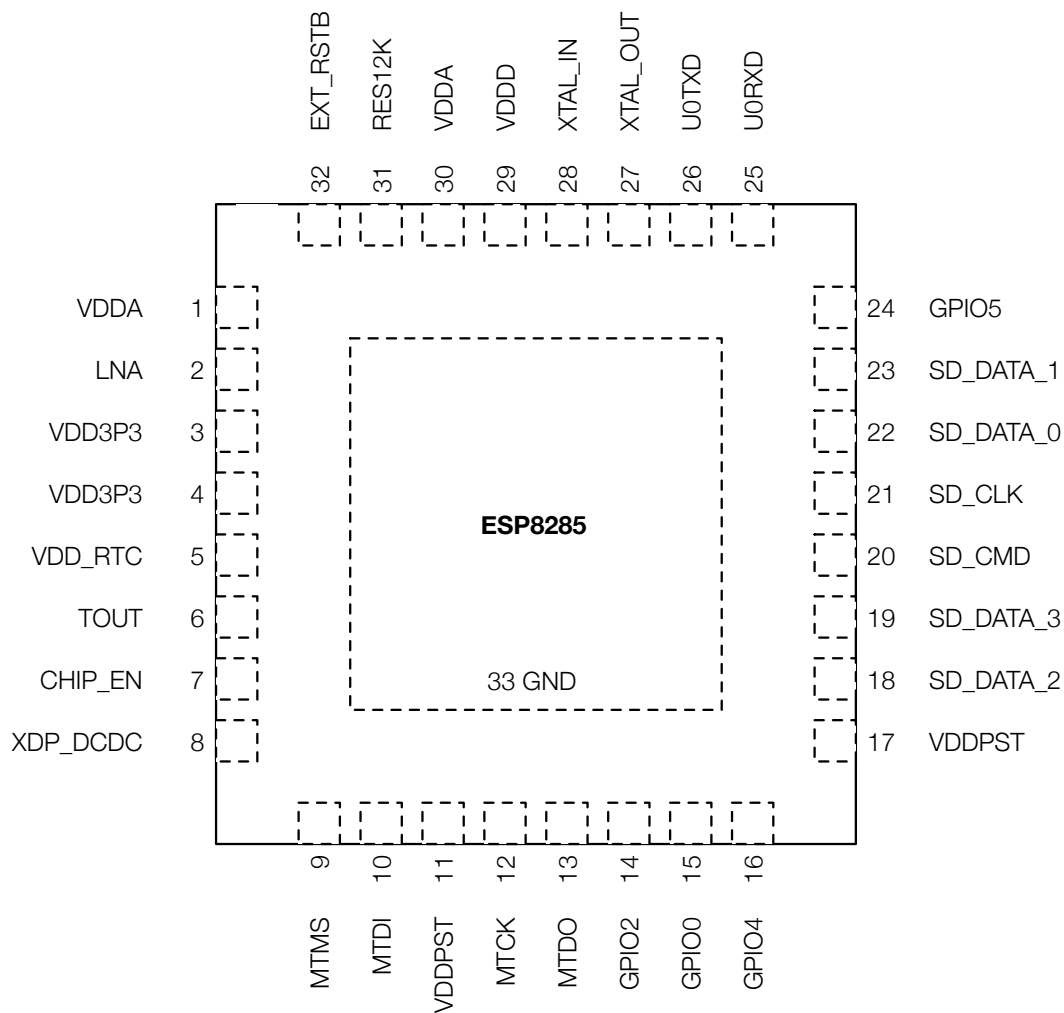 EXT_RSTB
RES12K
VDDA
VDDD
XTAL_IN
XTAL_OUT
U0TXD
U0RXD
32
31
30
29
28
27
26
25
VDDA 1
LNA 2
VDD3P3 3
VDD3P3 4
VDD_RTC 5
TOUT 6
CHIP_EN 7
XDP_DCDC 8
ESP8285
33 GND
24 GPIO5
23 SD_DATA_1
22 SD_DATA_0
21 SD_CLK
20 SD_CMD
19 SD_DATA_3
18 SD_DATA_2
17 VDDPST
9
10
11
12
13
14
15
16
MTMS
MTDI
VDDPST
MTCK
MTDO
GPIO2
GPIO0
GPIO4